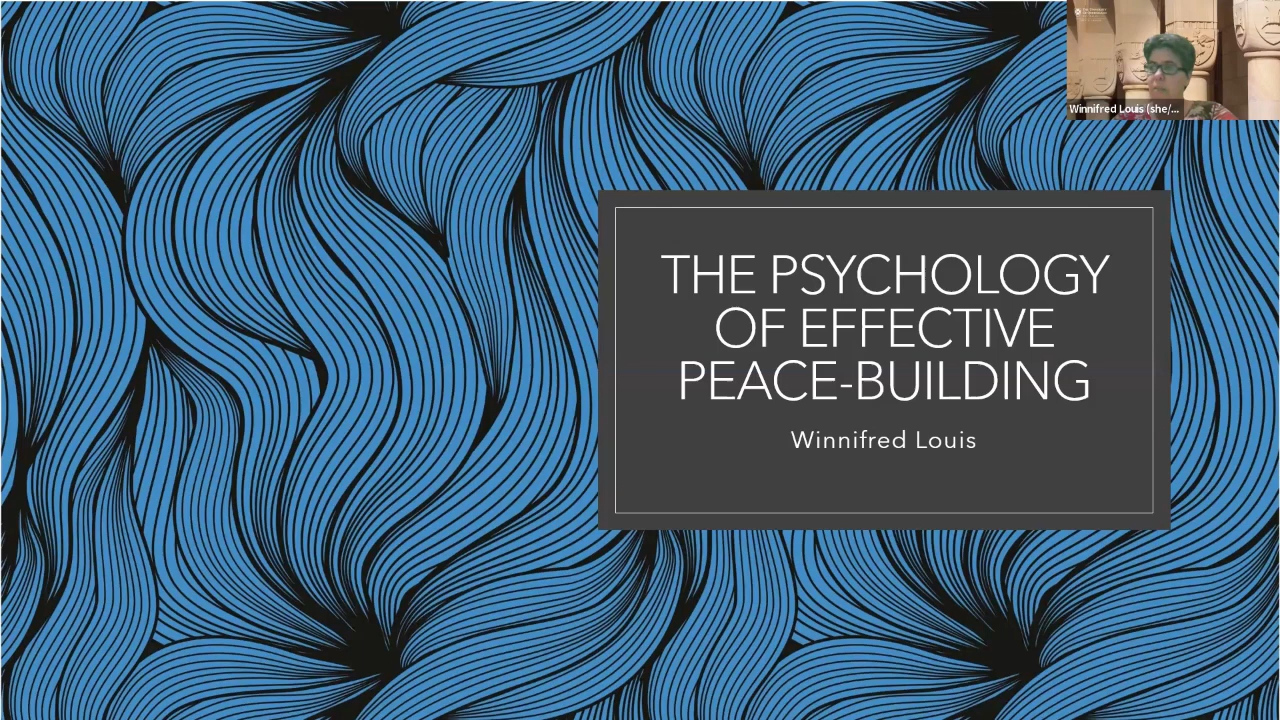 Winnifred Louis (she/...
THE PSYCHOLOGY
OF EFFECTIVE
PEACE-BUILDING
Winnifred Louis